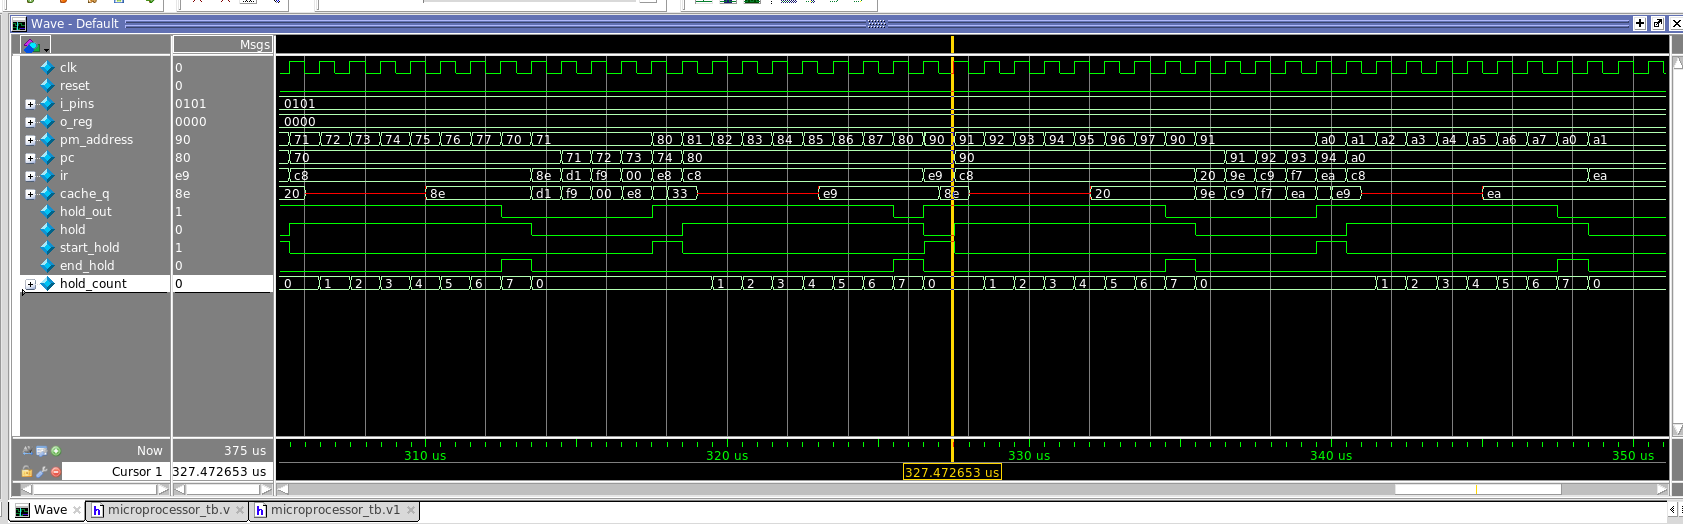 Wave - Default
Msgs
clk 0
reset 0
i_pins 0101 0101
o_reg 0000 0000
pm_address 90 71 72 73 74 75 76 77 70 71 80 81 82 83 84 85 86 87 80 90 91 92 93 94 95 96 97 90 91 a0 a1 a2 a3 a4 a5 a6 a7 a0 a1
pc 80 70 71 72 73 74 80 90 91 92 93 94 a0
ir e9 c8 8e d1 f9 00 e8 c8 e9 c8 20 9e c9 f7 ea c8 ea
cache_q 8e 20 8e d1 f9 00 e8 33 e9 8e 20 9e c9 f7 ea e9 ea
hold_out 1
hold 0
start_hold 1
end_hold 0
hold_count 0 0 1 2 3 4 5 6 7 0 1 2 3 4 5 6 7 0 1 2 3 4 5 6 7 0 1 2 3 4 5 6 7 0
Now 375 us 310 us 320 us 330 us 340 us 350 us
Cursor 1 327.472653 us 327.472653 us
Wave microprocessor_tb.v microprocessor_tb.v1